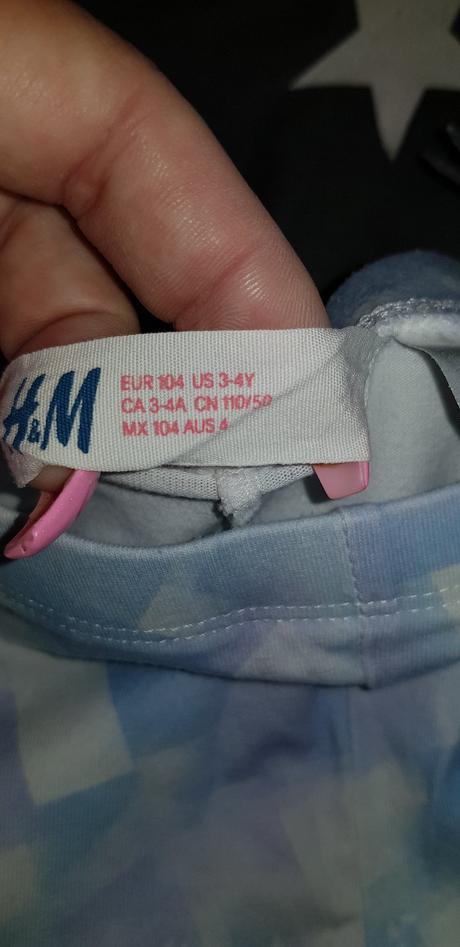 H&M
EUR 104 US 3-4Y
CA 3-4A CN 110/50
MX 104 AUS 4